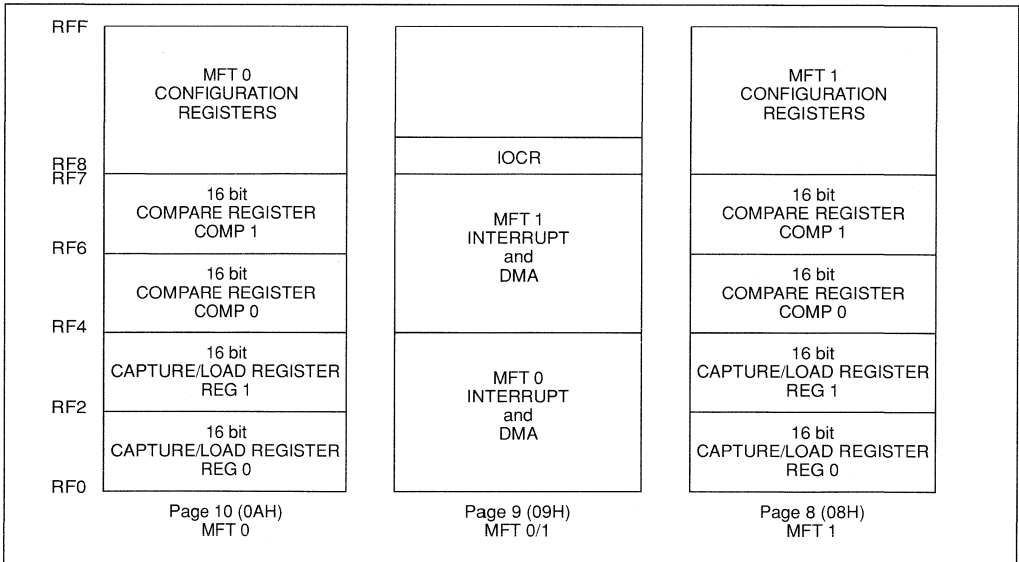 RFF
RF8
RF7
RF6
RF4
RF2
RF0
MFT 0
CONFIGURATION
REGISTERS
16 bit
COMPARE REGISTER
COMP 1
16 bit
COMPARE REGISTER
COMP 0
16 bit
CAPTURE/LOAD REGISTER
REG 1
16 bit
CAPTURE/LOAD REGISTER
REG 0
Page 10 (0AH)
MFT 0
IOCR
MFT 1
INTERRUPT
and
DMA
MFT 0
INTERRUPT
and
DMA
Page 9 (09H)
MFT 0/1
MFT 1
CONFIGURATION
REGISTERS
16 bit
COMPARE REGISTER
COMP 1
16 bit
COMPARE REGISTER
COMP 0
16 bit
CAPTURE/LOAD REGISTER
REG 1
16 bit
CAPTURE/LOAD REGISTER
REG 0
Page 8 (08H)
MFT 1